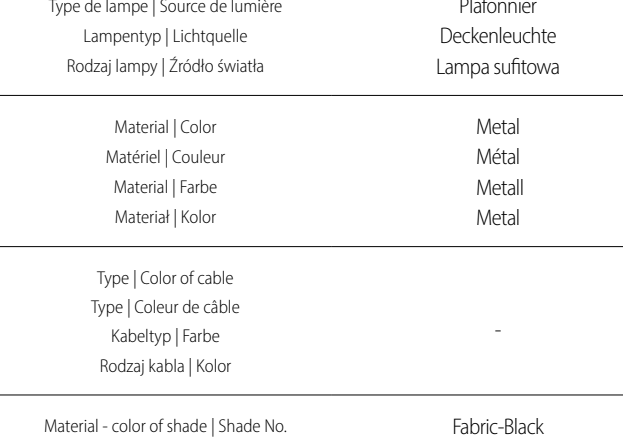 Type de lampe | Source de lumière Plafonnier
Lampentyp | Lichtquelle Deckenleuchte
Rodzaj lampy | Źródło światła Lampa sufitowa
Material | Color Metal
Matériel | Couleur Métal
Material | Farbe Metall
Materiał | Kolor Metal
Type | Color of cable
Type | Coleur de câble
Kabeltyp | Farbe
-
Rodzaj kabla | Kolor
Material - color of shade | Shade No. Fabric-Black